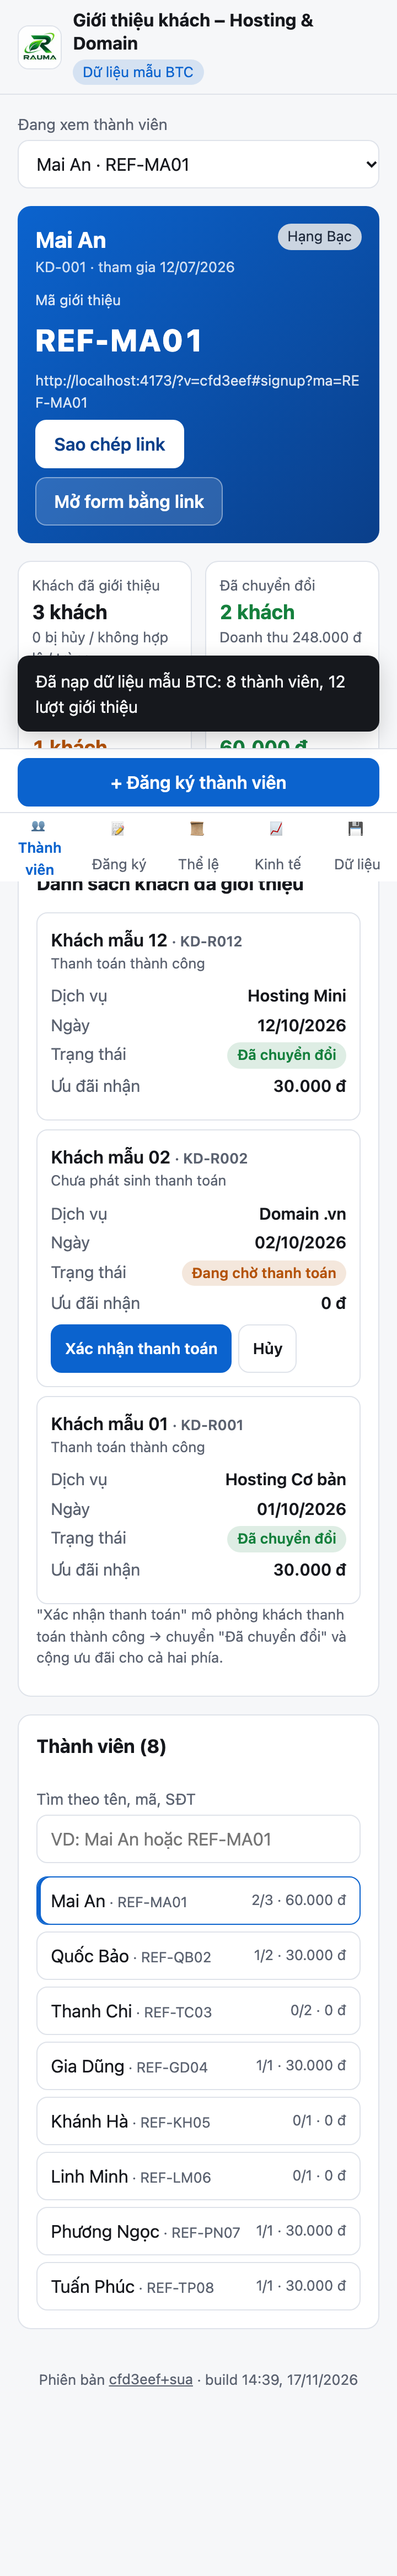 RAUMA
Giới thiệu khách – Hosting &
Domain
Dữ liệu mẫu BTC
Đang xem thành viên
Mai An · REF-MA01
Mai An
Hạng Bạc
KD-001 · tham gia 12/07/2026
Mã giới thiệu
REF-MA01
http://localhost:4173/?v=cfd3eef#signup?ma=RE
F-MA01
Sao chép link
Mở form bằng link
Khách đã giới thiệu
3 khách
0 bị hủy / không hợp
Đã chuyển đổi
2 khách
Doanh thu 248.000 đ
Đã nạp dữ liệu mẫu BTC: 8 thành viên, 12
lượt giới thiệu
1 khách
60.000 đ
+ Đăng ký thành viên
Thành
viên
Đăng ký
Thể lệ
Kinh tế
Dữ liệu
Danh sách khách đã giới thiệu
Khách mẫu 12 · KD-R012
Thanh toán thành công
Dịch vụ Hosting Mini
Ngày 12/10/2026
Trạng thái Đã chuyển đổi
Ưu đãi nhận 30.000 đ
Khách mẫu 02 · KD-R002
Chưa phát sinh thanh toán
Dịch vụ Domain .vn
Ngày 02/10/2026
Trạng thái Đang chờ thanh toán
Ưu đãi nhận 0 đ
Xác nhận thanh toán Hủy
Khách mẫu 01 · KD-R001
Thanh toán thành công
Dịch vụ Hosting Cơ bản
Ngày 01/10/2026
Trạng thái Đã chuyển đổi
Ưu đãi nhận 30.000 đ
"Xác nhận thanh toán" mô phỏng khách thanh
toán thành công → chuyển "Đã chuyển đổi" và
cộng ưu đãi cho cả hai phía.
Thành viên (8)
Tìm theo tên, mã, SĐT
VD: Mai An hoặc REF-MA01
Mai An · REF-MA01 2/3 · 60.000 đ
Quốc Bảo · REF-QB02 1/2 · 30.000 đ
Thanh Chi · REF-TC03 0/2 · 0 đ
Gia Dũng · REF-GD04 1/1 · 30.000 đ
Khánh Hà · REF-KH05 0/1 · 0 đ
Linh Minh · REF-LM06 0/1 · 0 đ
Phương Ngọc · REF-PN07 1/1 · 30.000 đ
Tuấn Phúc · REF-TP08 1/1 · 30.000 đ
Phiên bản cfd3eef+sua · build 14:39, 17/11/2026